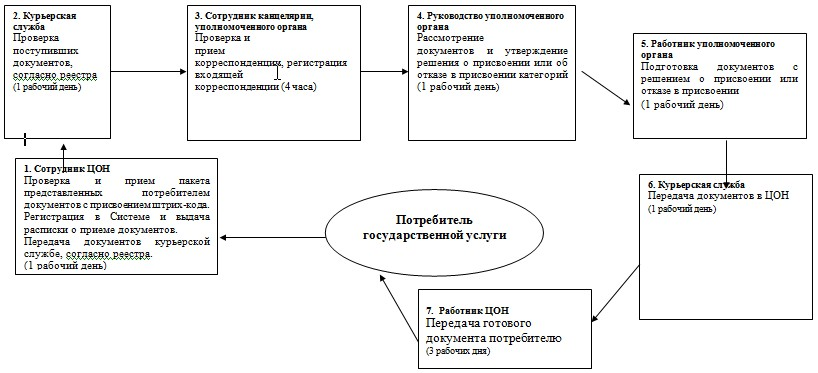 2. Курьерская
служба
Проверка
поступивших
документов,
согласно реестра
(1 рабочий день)
3. Сотрудник канцелярии,
уполномоченного органа
Проверка и
прием
корреспонденции, регистрация
входящей
корреспонденции (4 часа)
4. Руководство уполномоченного
органа
Рассмотрение
документов и утверждение
решения о присвоении или об
отказе в присвоении категорий
(1 рабочий день)
5. Работник уполномоченного
органа
Подготовка документов с
решением о присвоении или
отказе в присвоении
(1 рабочий день)
1. Сотрудник ЦОН
Проверка и прием пакета
представленных потребителем
документов с присвоением штрих-кода.
Регистрация в Системе и выдача
расписки о приеме документов.
Передача документов курьерской
службе, согласно реестра.
(1 рабочий день)
Потребитель
государственной услуги
6. Курьерская служба
Передача документов в ЦОН
(1 рабочий день)
7. Работник ЦОН
Передача готового
документа потребителю
(3 рабочих дня)